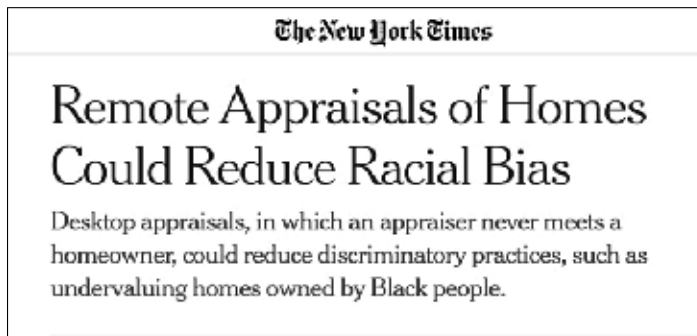 The New York Times
Remote Appraisals of Homes
Could Reduce Racial Bias
Desktop appraisals, in which an appraiser never meets a
homeowner, could reduce discriminatory practices, such as
undervaluing homes owned by Black people.